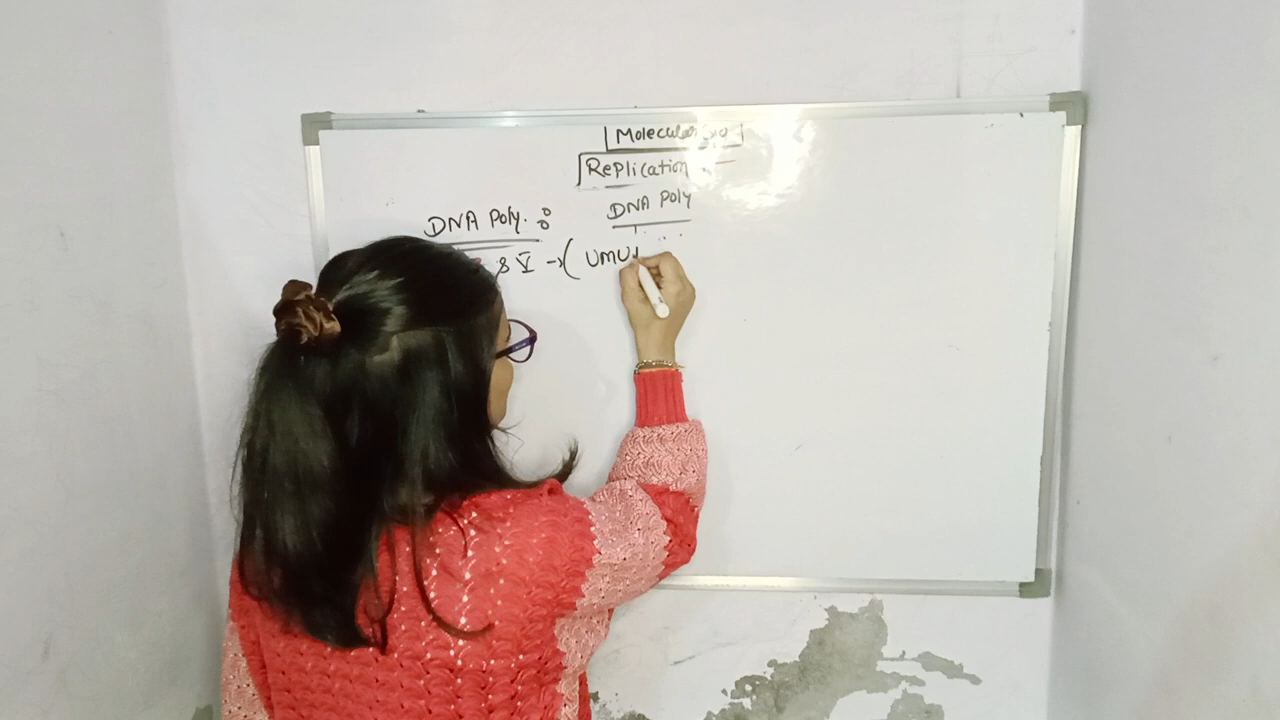 Molecular Bio
Replication
DNA Poly
DNA Poly. :
& V → ( UMU